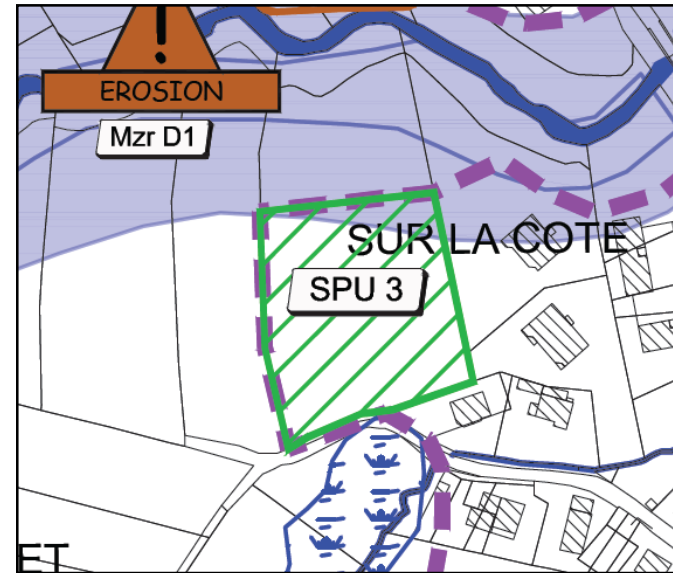 !
EROSION
Mzr D1
SUR LA COTE
SPU 3
ET